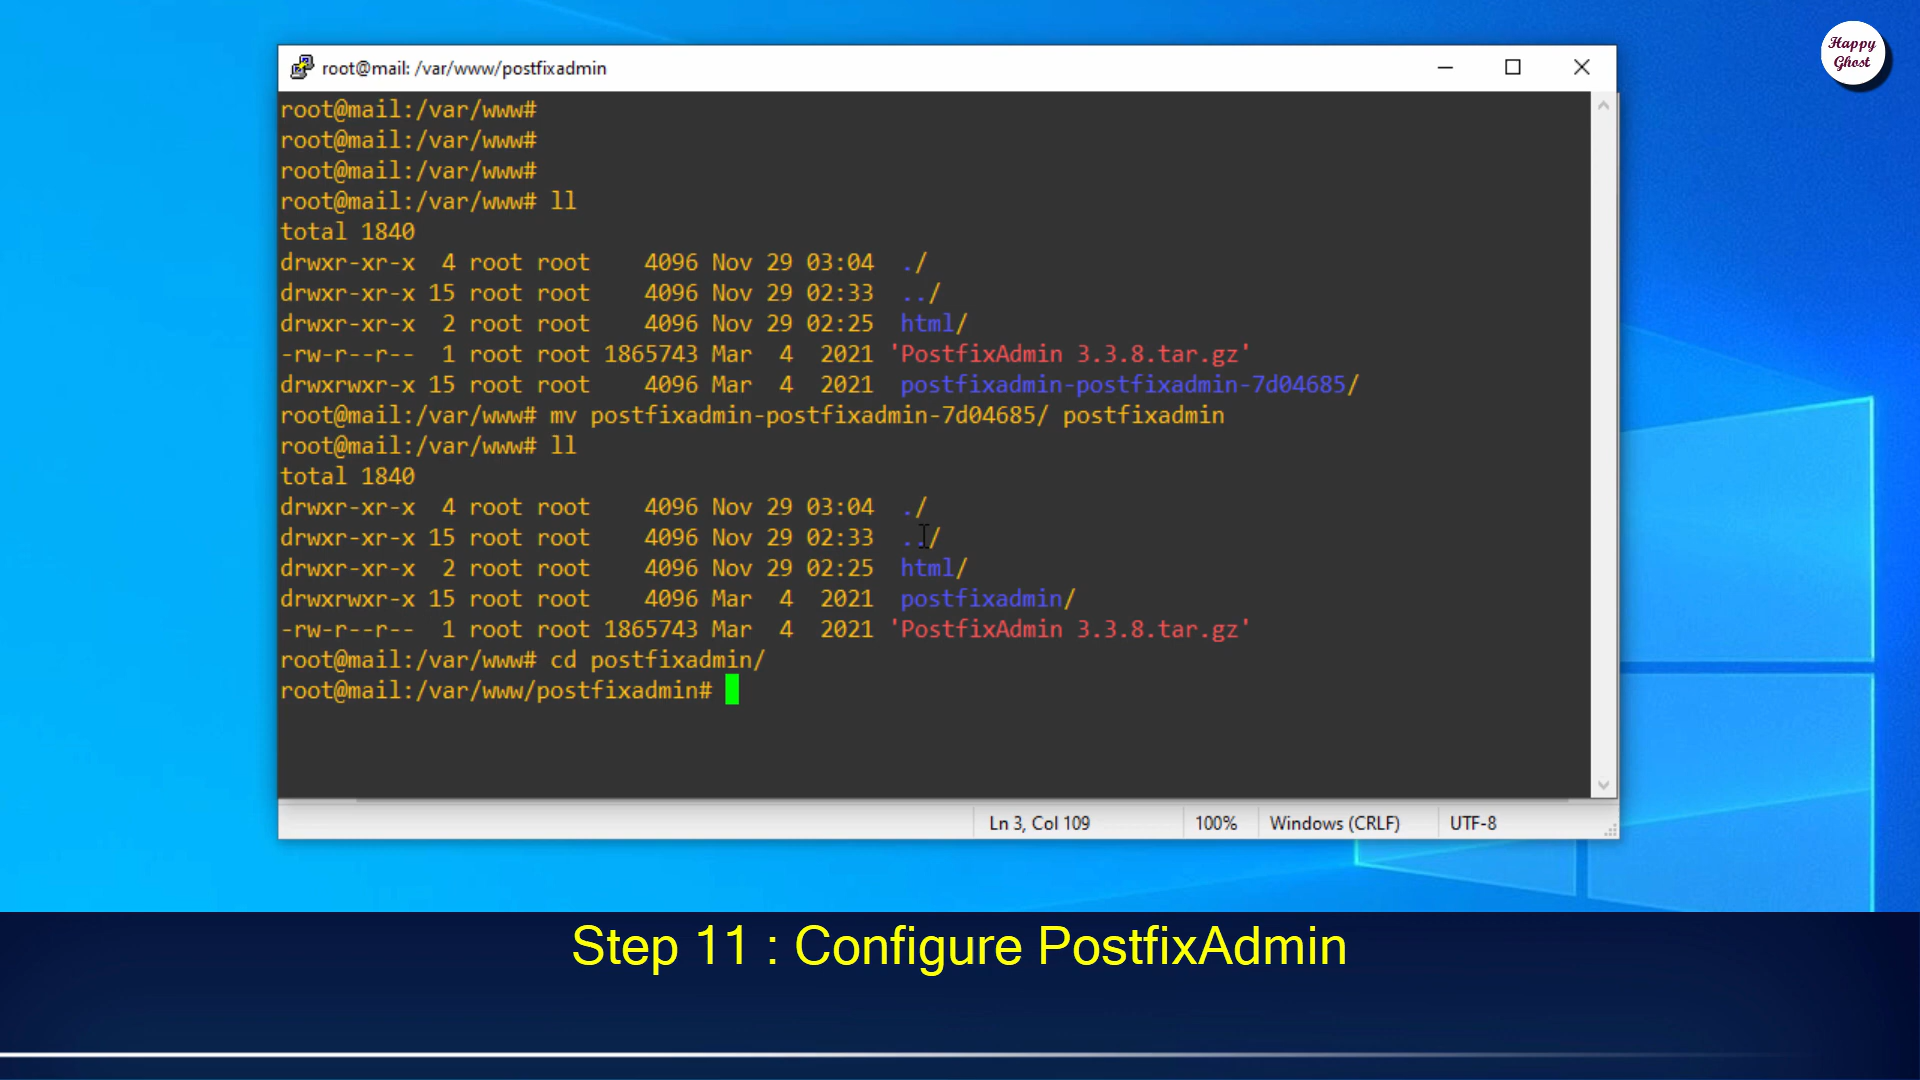 Happy
Ghost
root@mail: /var/www/postfixadmin
root@mail:/var/www#
root@mail:/var/www#
root@mail:/var/www#
root@mail:/var/www# ll
total 1840
drwxr-xr-x  4 root root    4096 Nov 29 03:04  ./
drwxr-xr-x 15 root root    4096 Nov 29 02:33  ../
drwxr-xr-x  2 root root    4096 Nov 29 02:25  html/
-rw-r--r--  1 root root 1865743 Mar  4  2021 'PostfixAdmin 3.3.8.tar.gz'
drwxrwxr-x 15 root root    4096 Mar  4  2021  postfixadmin-postfixadmin-7d04685/
root@mail:/var/www# mv postfixadmin-postfixadmin-7d04685/ postfixadmin
root@mail:/var/www# ll
total 1840
drwxr-xr-x  4 root root    4096 Nov 29 03:04  ./
drwxr-xr-x 15 root root    4096 Nov 29 02:33  ../
drwxr-xr-x  2 root root    4096 Nov 29 02:25  html/
drwxrwxr-x 15 root root    4096 Mar  4  2021  postfixadmin/
-rw-r--r--  1 root root 1865743 Mar  4  2021 'PostfixAdmin 3.3.8.tar.gz'
root@mail:/var/www# cd postfixadmin/
root@mail:/var/www/postfixadmin#
Ln 3, Col 109 100% Windows (CRLF) UTF-8
Step 11 : Configure PostfixAdmin